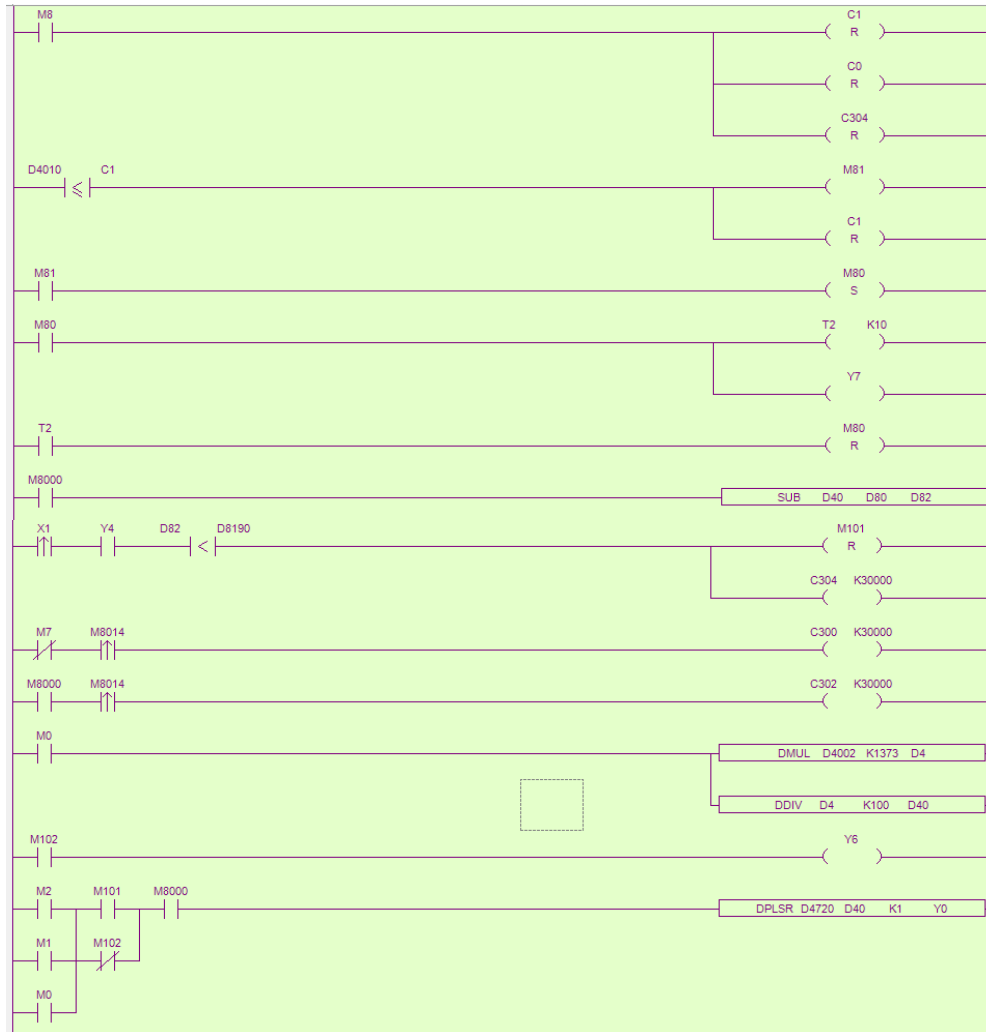 M8 C1
R
C0
R
C304
R
D4010 ≤ C1 M81
C1
R
M81 M80
S
M80 T2 K10
Y7
T2 M80
R
M8000
SUB D40 D80 D82
X1 Y4 D82 < D8190 M101
R
C304 K30000
M7 M8014 C300 K30000
M8000 M8014 C302 K30000
M0
DMUL D4002 K1373 D4
DDIV D4 K100 D40
M102 Y6
M2 M101 M8000
DPLSR D4720 D40 K1 Y0
M1 M102
M0